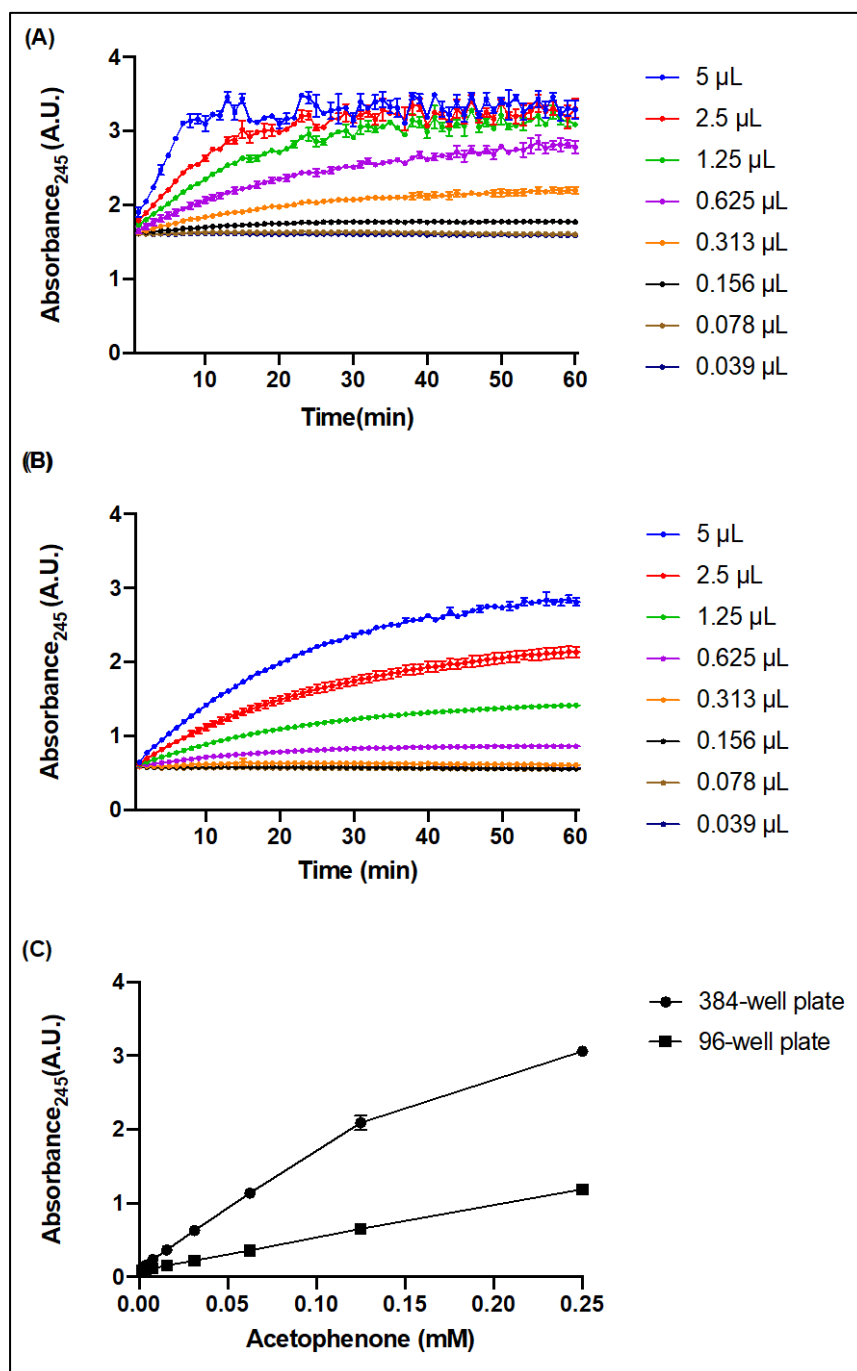 (A)
4
3
2
1
0
Absorbance245 (A.U.)
10 20 30 40 50 60
Time(min)
5 µL
2.5 µL
1.25 µL
0.625 µL
0.313 µL
0.156 µL
0.078 µL
0.039 µL
(B)
4
3
2
1
0
Absorbance245 (A.U.)
10 20 30 40 50 60
Time (min)
5 µL
2.5 µL
1.25 µL
0.625 µL
0.313 µL
0.156 µL
0.078 µL
0.039 µL
(C)
4
3
2
1
0
Absorbance245(A.U.)
0.00 0.05 0.10 0.15 0.20 0.25
Acetophenone (mM)
384-well plate
96-well plate